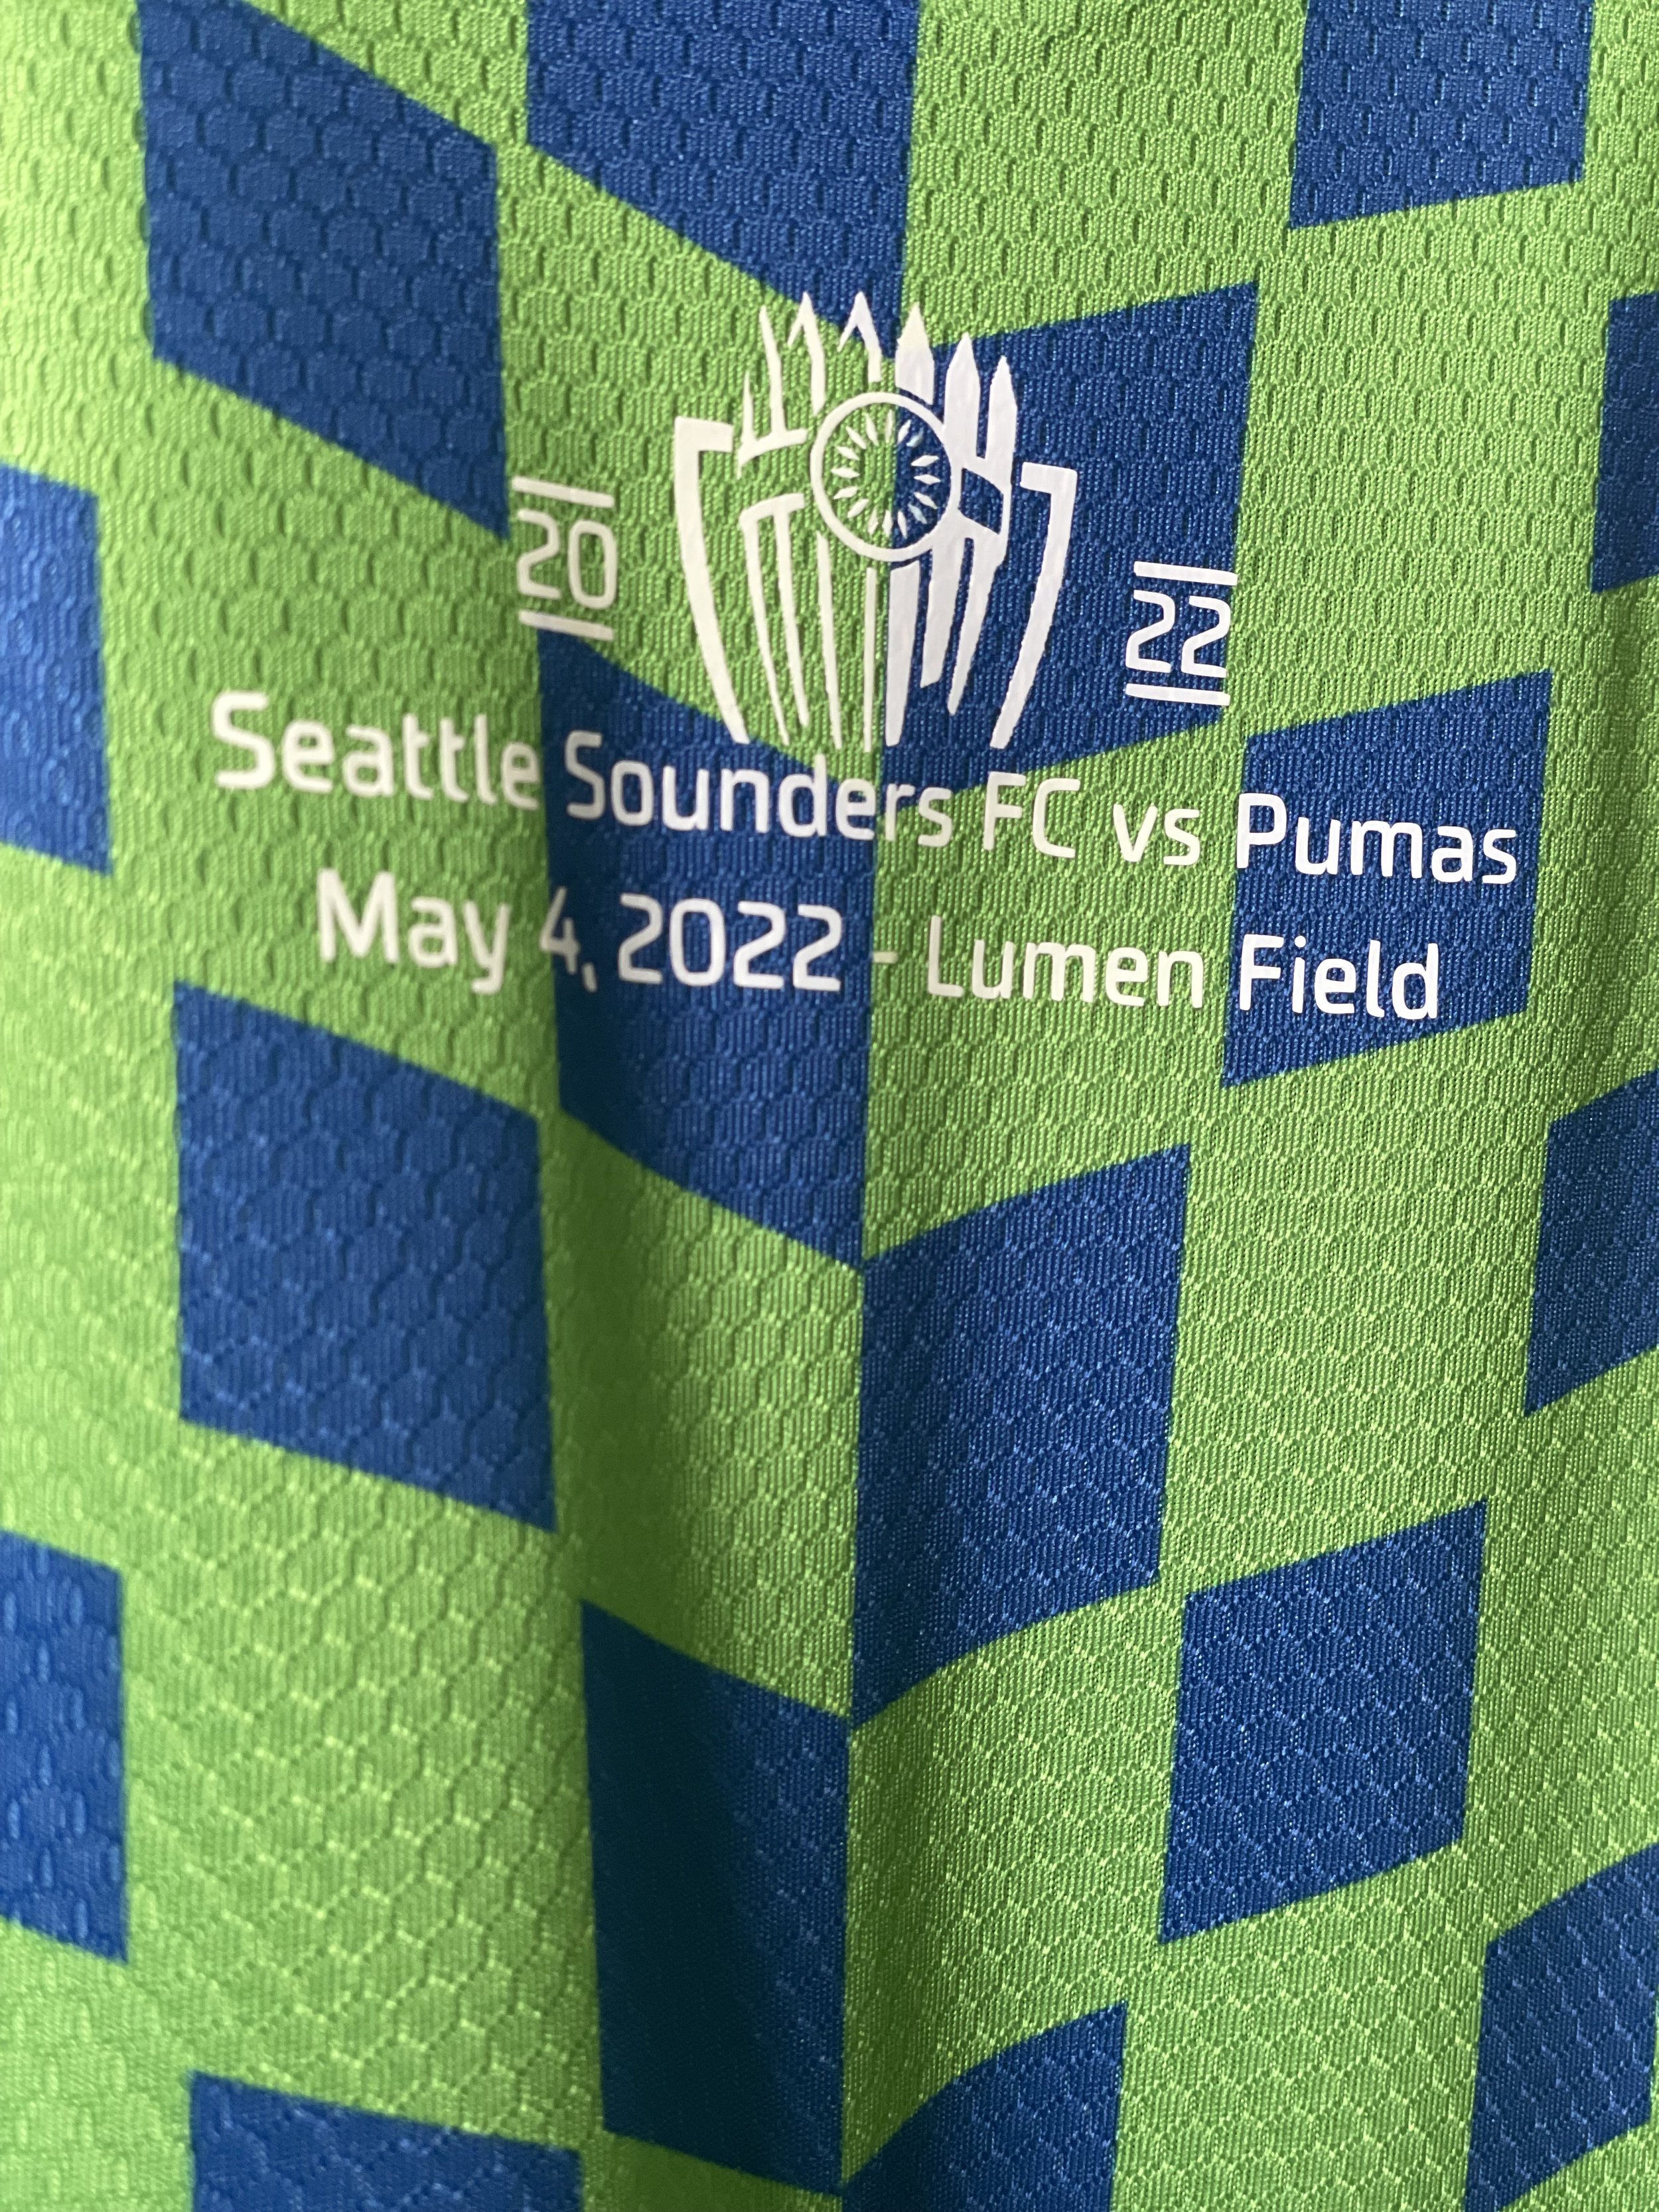 20
22
Seattle Sounders FC vs Pumas
May 4, 2022 - Lumen Field